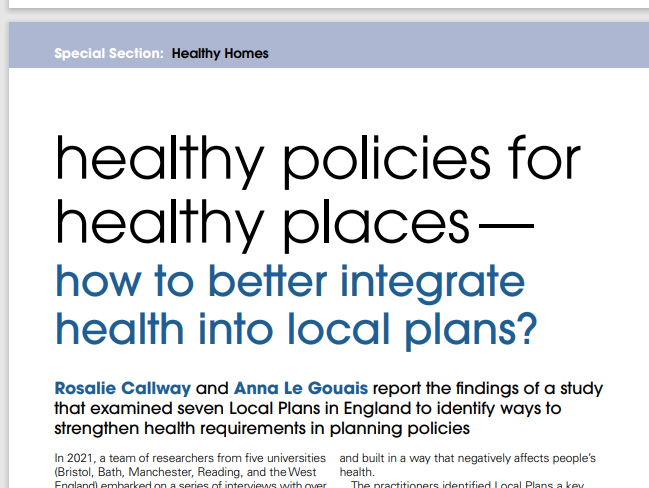 Special Section: Healthy Homes
healthy policies for
healthy places—
how to better integrate
health into local plans?
Rosalie Callway and Anna Le Gouais report the findings of a study
that examined seven Local Plans in England to identify ways to
strengthen health requirements in planning policies
In 2021, a team of researchers from five universities
(Bristol, Bath, Manchester, Reading, and the West
England) embarked on a series of interviews with over
and built in a way that negatively affects people's
health.
The practitioners identified Local Plans a key